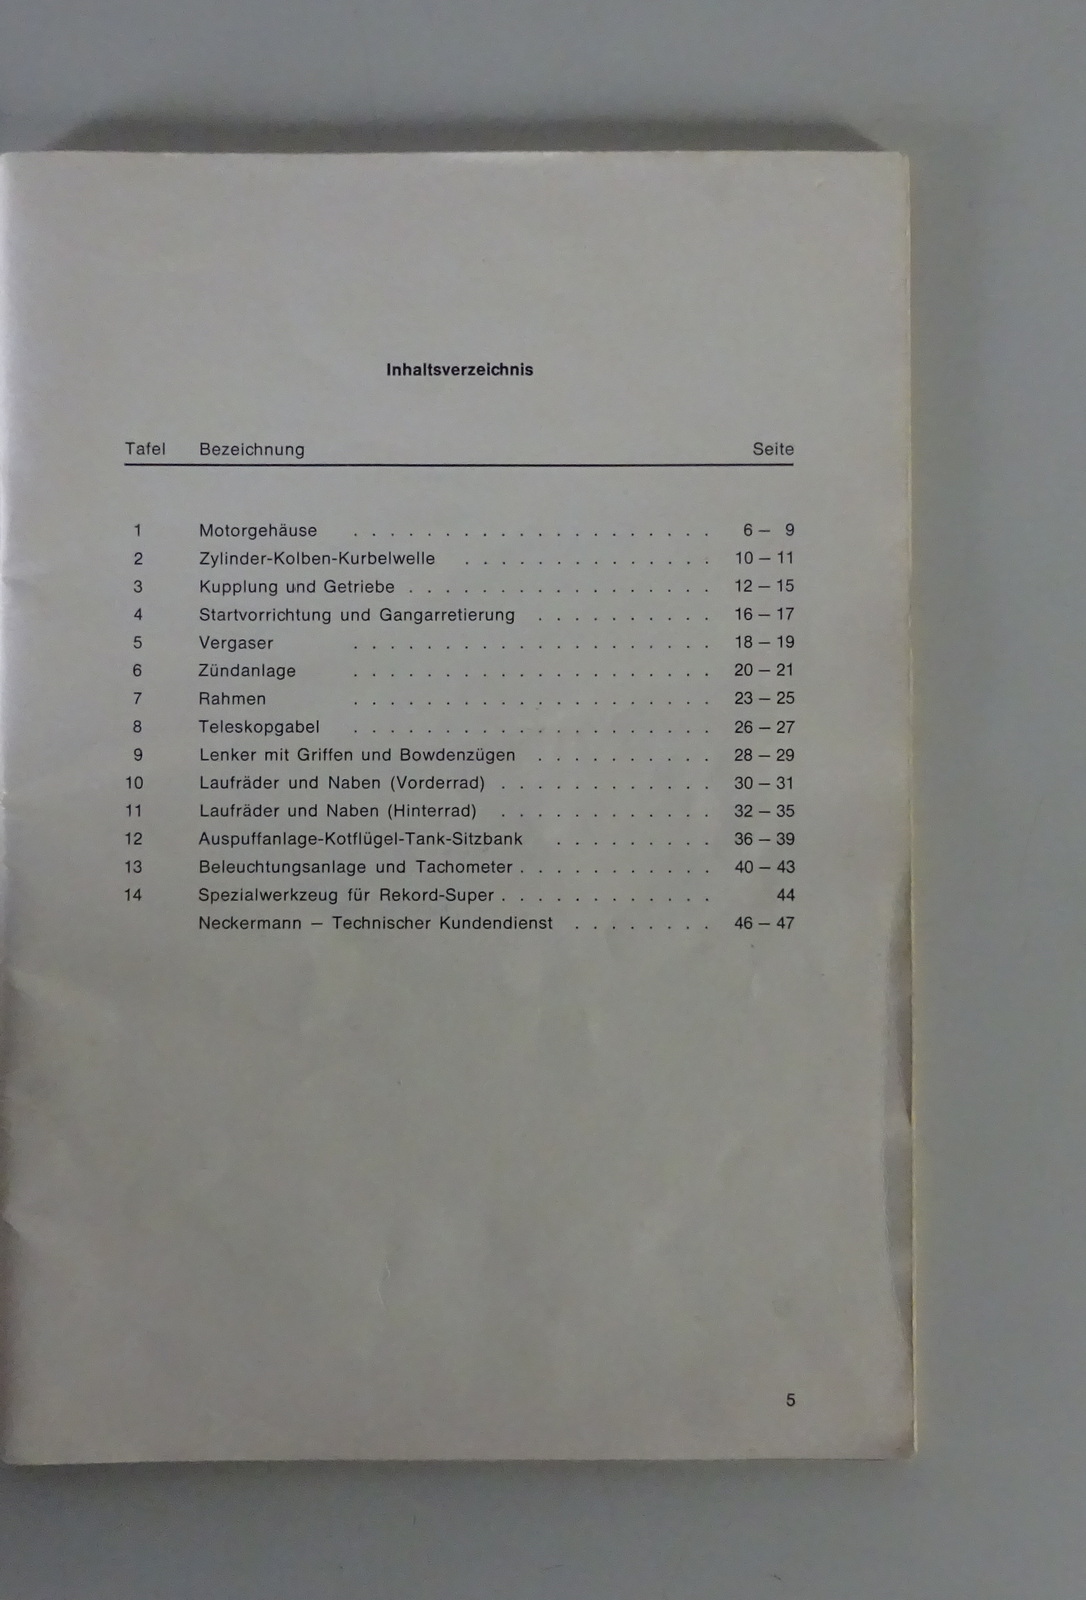 Inhaltsverzeichnis
Tafel Bezeichnung Seite
1 Motorgehäuse . . . . . . . . . . . . . . . . . . . . 6 – 9
2 Zylinder-Kolben-Kurbelwelle . . . . . . . . . . . . . . 10 – 11
3 Kupplung und Getriebe . . . . . . . . . . . . . . . . . 12 – 15
4 Startvorrichtung und Gangarretierung . . . . . . . . . . 16 – 17
5 Vergaser . . . . . . . . . . . . . . . . . . . . 18 – 19
6 Zündanlage . . . . . . . . . . . . . . . . . . . . 20 – 21
7 Rahmen . . . . . . . . . . . . . . . . . . . . 23 – 25
8 Teleskopgabel . . . . . . . . . . . . . . . . . . . . 26 – 27
9 Lenker mit Griffen und Bowdenzügen . . . . . . . . . . 28 – 29
10 Laufräder und Naben (Vorderrad) . . . . . . . . . . . . 30 – 31
11 Laufräder und Naben (Hinterrad) . . . . . . . . . . . . 32 – 35
12 Auspuffanlage-Kotflügel-Tank-Sitzbank . . . . . . . . . 36 – 39
13 Beleuchtungsanlage und Tachometer . . . . . . . . . . . 40 – 43
14 Spezialwerkzeug für Rekord-Super . . . . . . . . . . . . 44
Neckermann – Technischer Kundendienst . . . . . . . . 46 – 47
5